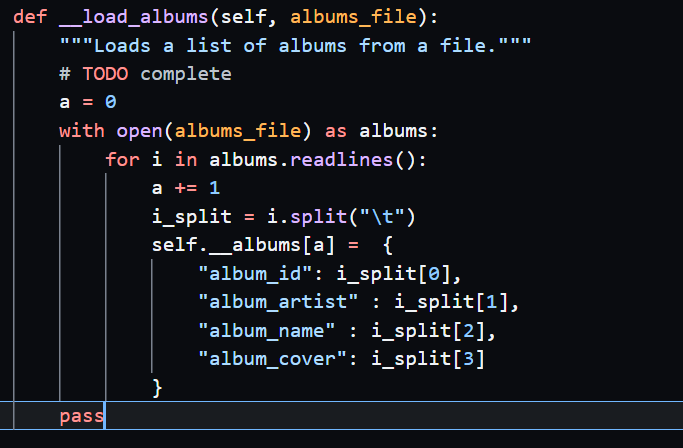 def __load_albums(self, albums_file):
    """Loads a list of albums from a file."""
    # TODO complete
    a = 0
    with open(albums_file) as albums:
        for i in albums.readlines():
            a += 1
            i_split = i.split("\t")
            self.__albums[a] =  {
                "album_id": i_split[0],
                "album_artist" : i_split[1],
                "album_name" : i_split[2],
                "album_cover": i_split[3]
            }
    pass